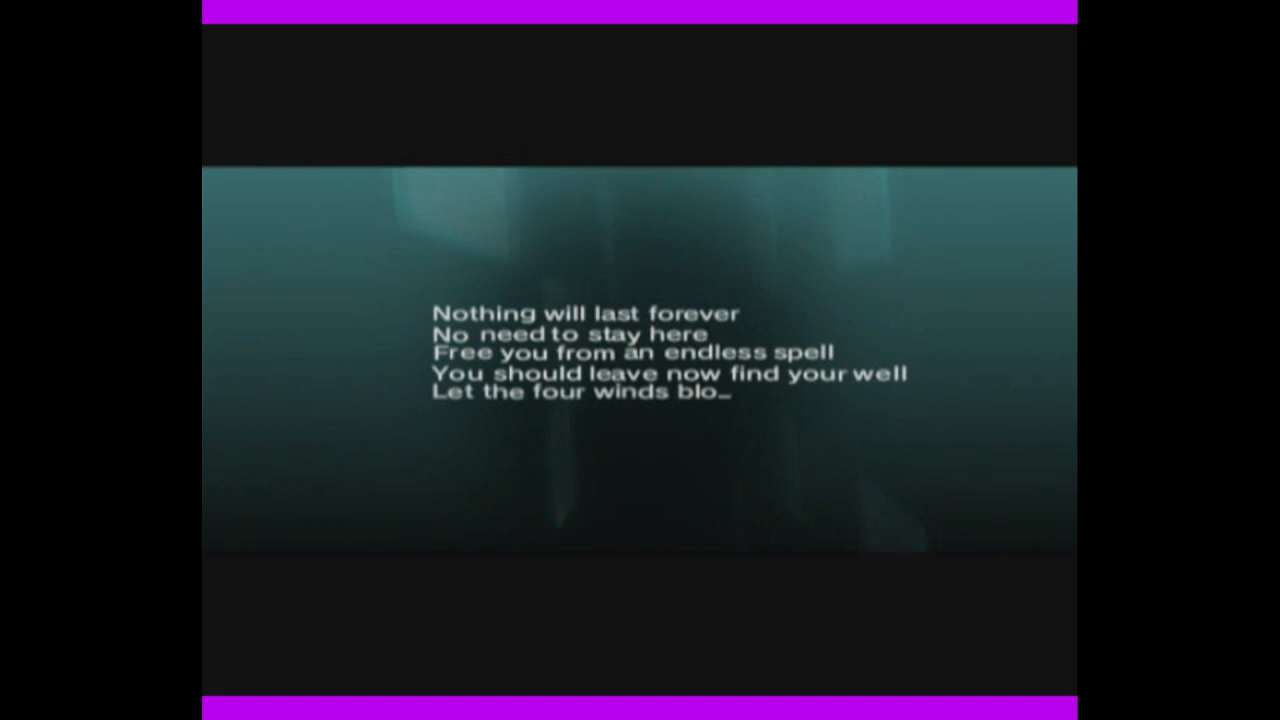 Nothing will last forever
No need to stay here
Free you from an endless spell
You should leave now find your well
Let the four winds blo_